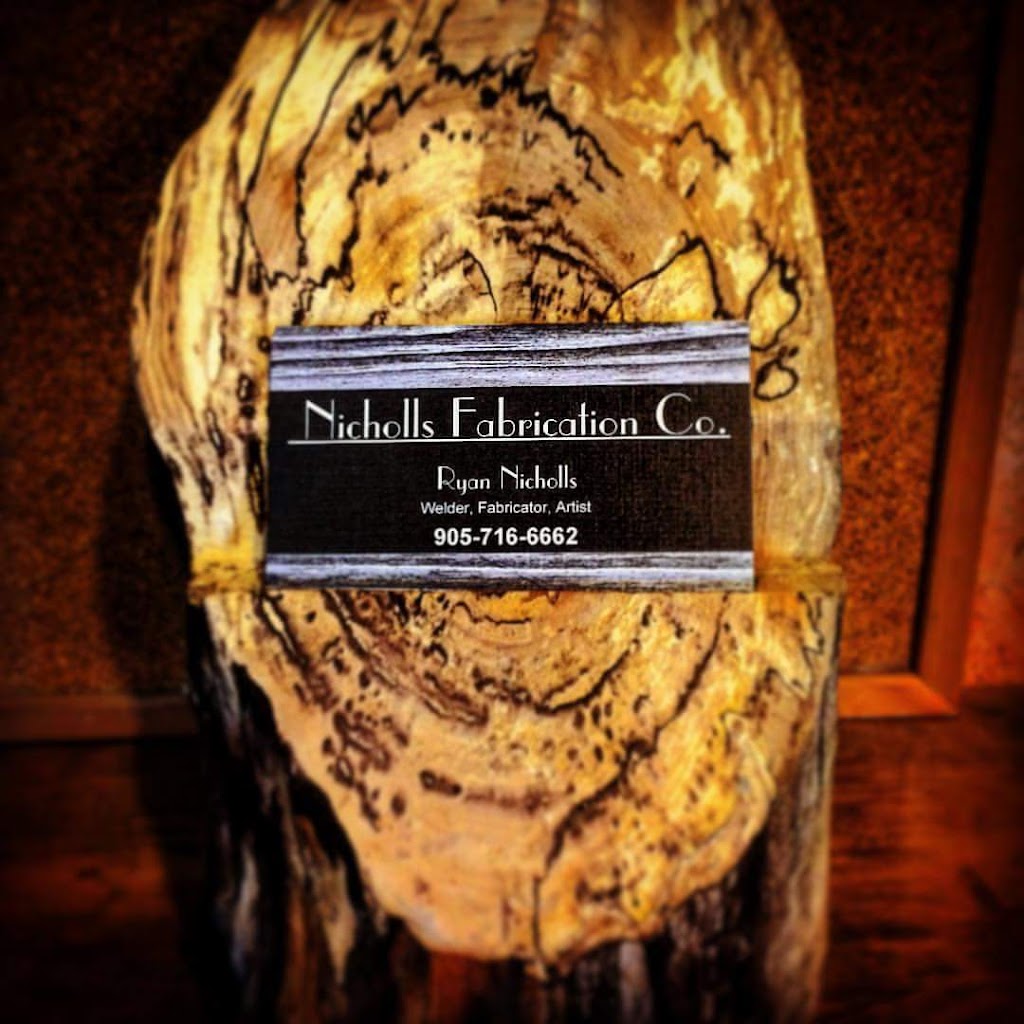 Nicholls Fabrication Co.
Ryan Nicholls
Welder, Fabricator, Artist
905-716-6662